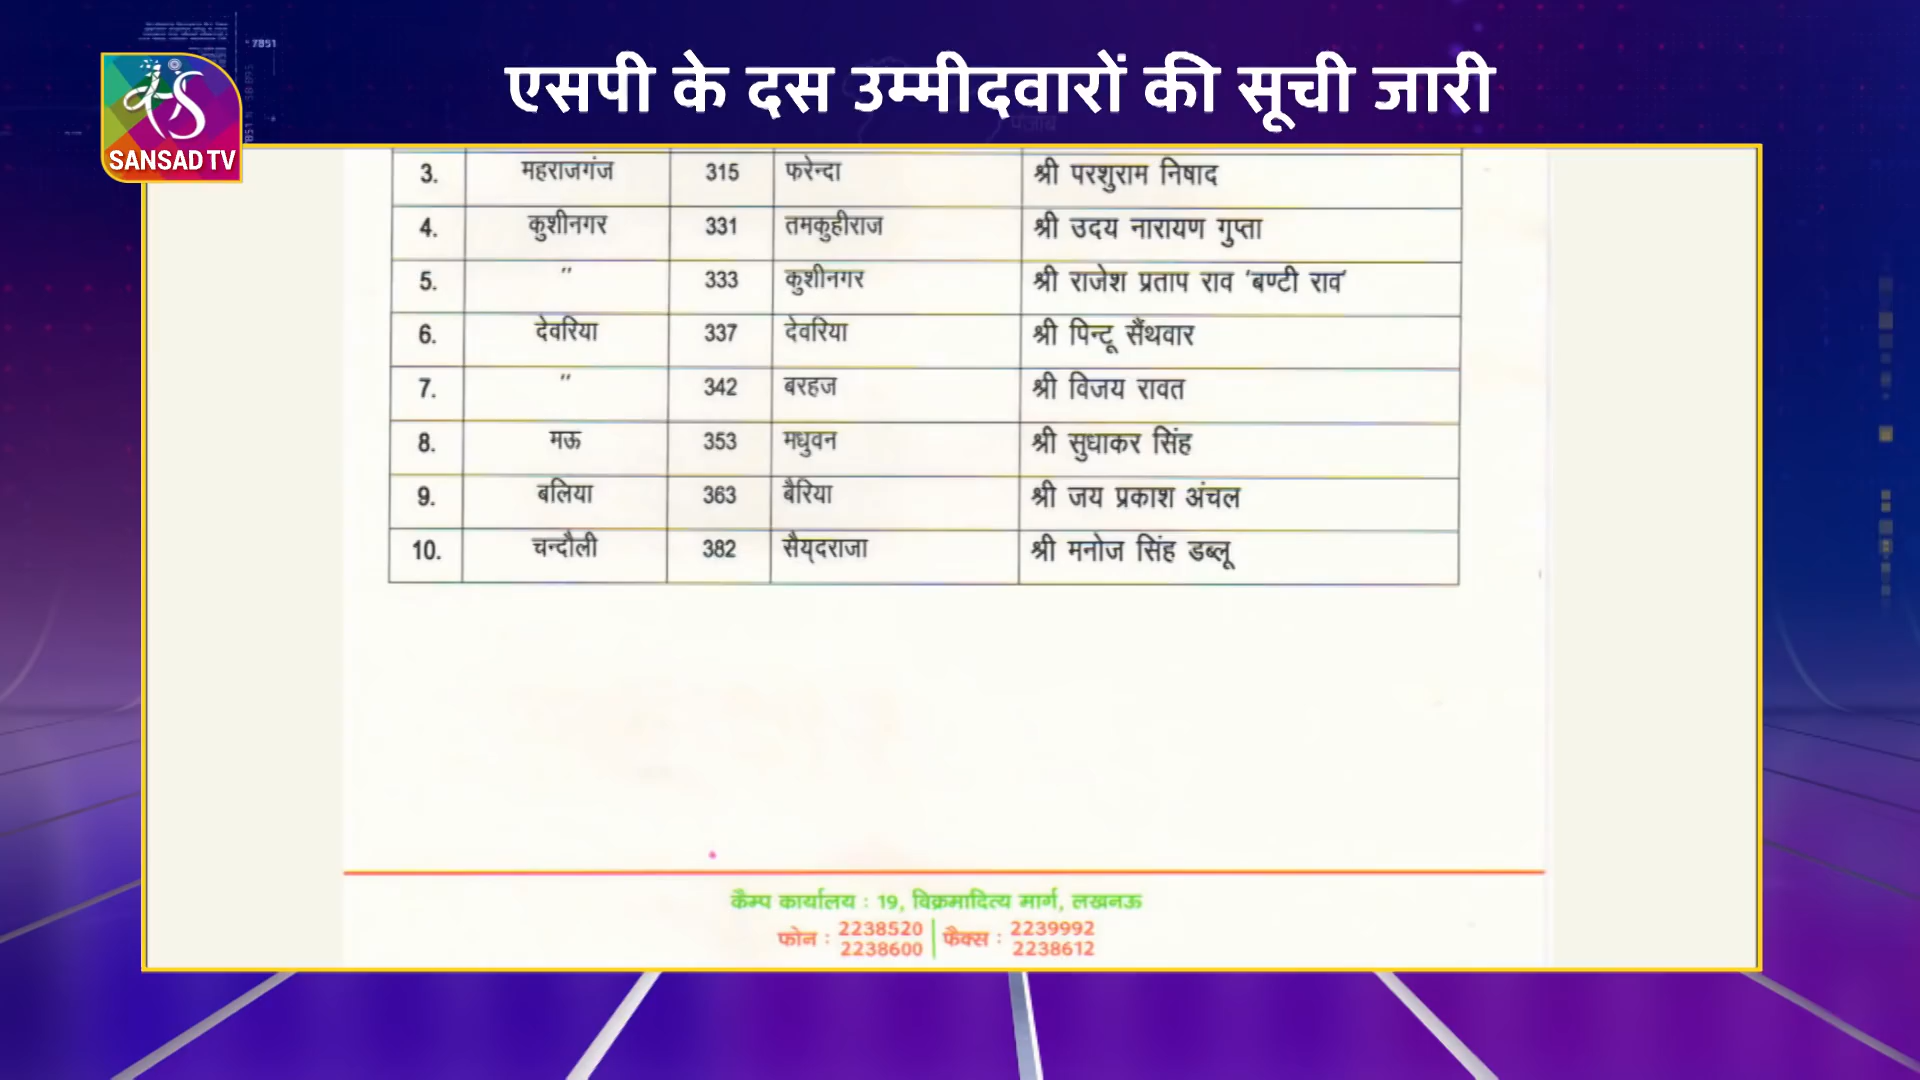 7851
SANSAD TV
एसपी के दस उम्मीदवारों की सूची जारी
पंजाब
3. महराजगंज 315 फरेन्दा श्री परशुराम निषाद
4. कुशीनगर 331 तमकुहीराज श्री उदय नारायण गुप्ता
5. ” 333 कुशीनगर श्री राजेश प्रताप राव ‘बण्टी राव’
6. देवरिया 337 देवरिया श्री पिन्टू सैंथवार
7. ” 342 बरहज श्री विजय रावत
8. मऊ 353 मधुवन श्री सुधाकर सिंह
9. बलिया 363 बैरिया श्री जय प्रकाश अंचल
10. चन्दौली 382 सैय्दराजा श्री मनोज सिंह डब्लू
कैम्प कार्यालय : 19, विक्रमादित्य मार्ग, लखनऊ
फोन : 2238520 फैक्स : 2239992
2238600 2238612